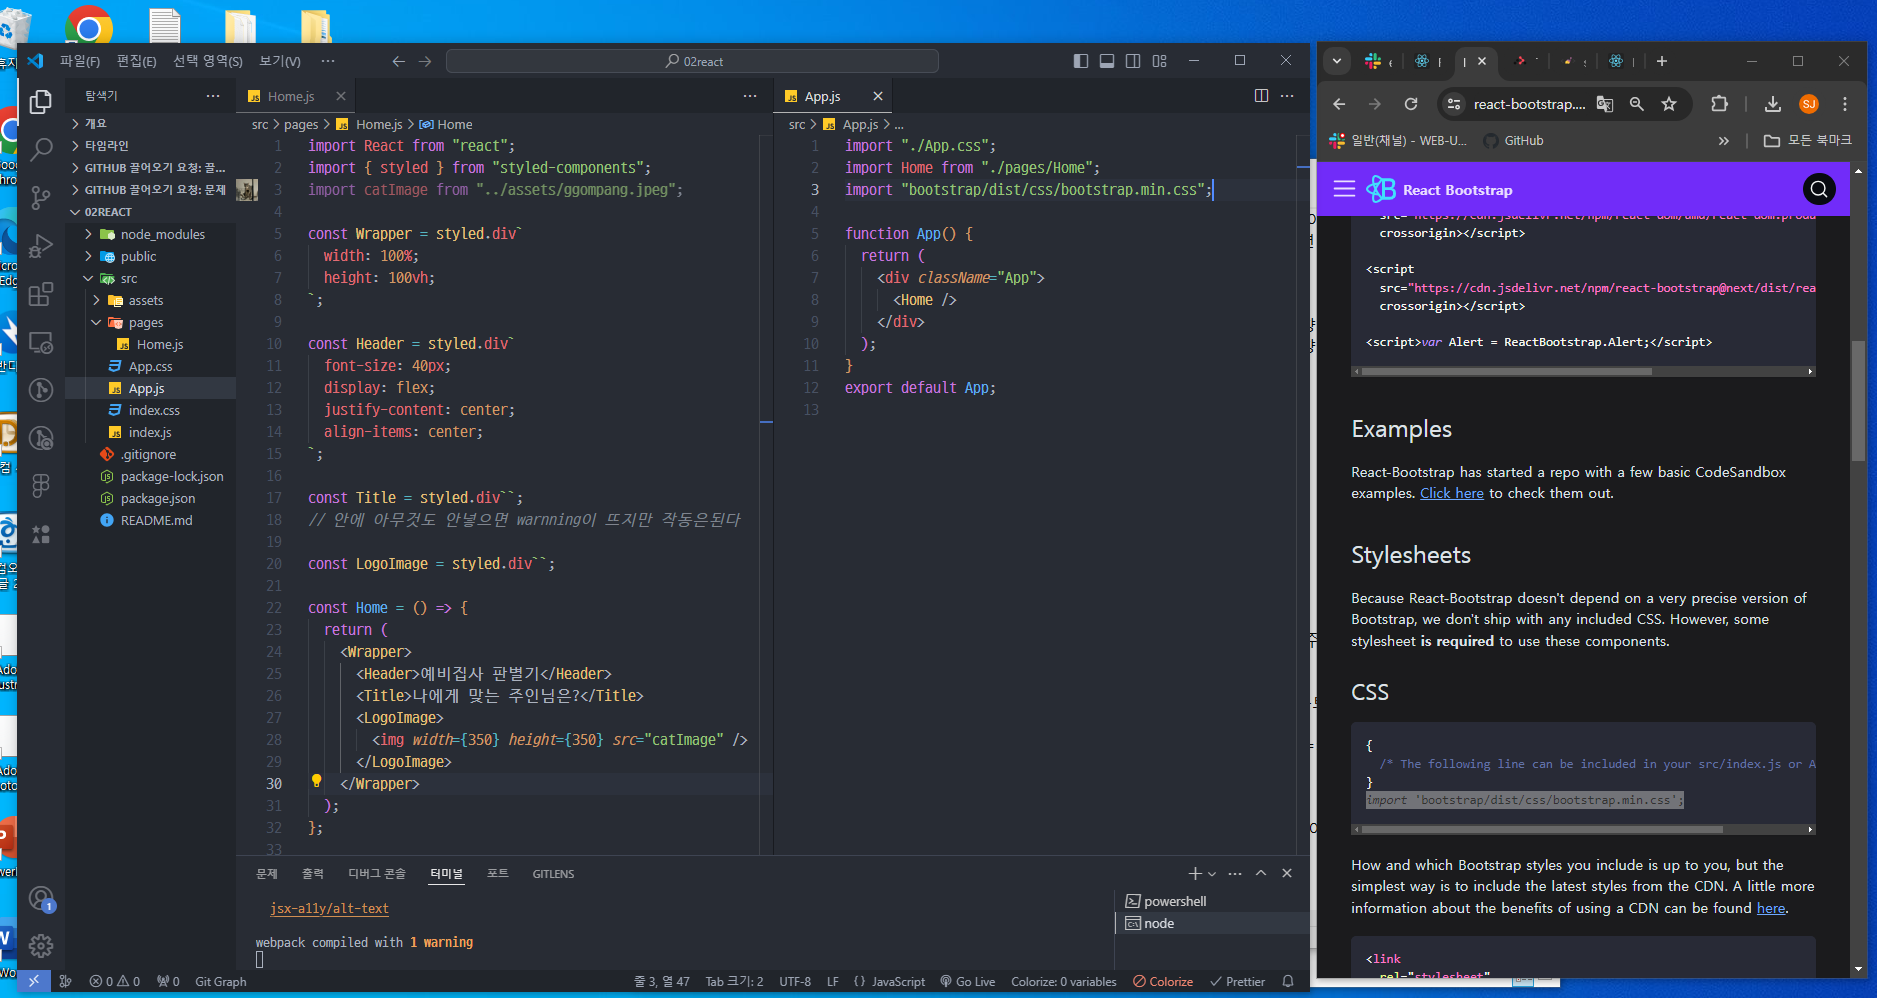 파일(F) 편집(E) 선택 영역(S) 보기(V) ··· 02react
탐색기
개요
타임라인
GITHUB 끌어오기 요청: 끌...
GITHUB 끌어오기 요청: 문제
02REACT
node_modules
public
src
assets
pages
Home.js
App.css
App.js
index.css
index.js
.gitignore
package-lock.json
package.json
README.md
Home.js
src > pages > Home.js > Home
1 import React from "react";
2 import { styled } from "styled-components";
3 import catImage from "../assets/ggompang.jpeg";
4
5 const Wrapper = styled.div`
6 width: 100%;
7 height: 100vh;
8 `;
9
10 const Header = styled.div`
11 font-size: 40px;
12 display: flex;
13 justify-content: center;
14 align-items: center;
15 `;
16
17 const Title = styled.div``;
18 // 안에 아무것도 안넣으면 warnning이 뜨지만 작동은된다
19
20 const LogoImage = styled.div``;
21
22 const Home = () => {
23 return (
24 <Wrapper>
25 <Header>예비집사 판별기</Header>
26 <Title>나에게 맞는 주인님은?</Title>
27 <LogoImage>
28 <img width={350} height={350} src="catImage" />
29 </LogoImage>
30 </Wrapper>
31 );
32 };
33
App.js
src > App.js > ...
1 import "./App.css";
2 import Home from "./pages/Home";
3 import "bootstrap/dist/css/bootstrap.min.css";
4
5 function App() {
6 return (
7 <div className="App">
8 <Home />
9 </div>
10 );
11 }
12 export default App;
13
문제 출력 디버그 콘솔 터미널 포트 GITLENS
jsx-a11y/alt-text
webpack compiled with 1 warning
powershell
node
0 0 0 Git Graph 줄 3, 열 47 Tab 크기: 2 UTF-8 LF {} JavaScript Go Live Colorize: 0 variables Colorize Prettier
react-bootstrap.... SJ
일반(채널) - WEB-U... GitHub » 모든 북마크
React Bootstrap
src="https://cdn.jsdelivr.net/npm/react-dom/umd/react-dom.produ
crossorigin></script>
<script
src="https://cdn.jsdelivr.net/npm/react-bootstrap@next/dist/rea
crossorigin></script>
<script>var Alert = ReactBootstrap.Alert;</script>
Examples
React-Bootstrap has started a repo with a few basic CodeSandbox
examples. Click here to check them out.
Stylesheets
Because React-Bootstrap doesn't depend on a very precise version of
Bootstrap, we don't ship with any included CSS. However, some
stylesheet is required to use these components.
CSS
{
/* The following line can be included in your src/index.js or A
}
import 'bootstrap/dist/css/bootstrap.min.css';
How and which Bootstrap styles you include is up to you, but the
simplest way is to include the latest styles from the CDN. A little more
information about the benefits of using a CDN can be found here.
<link
rel="stylesheet"